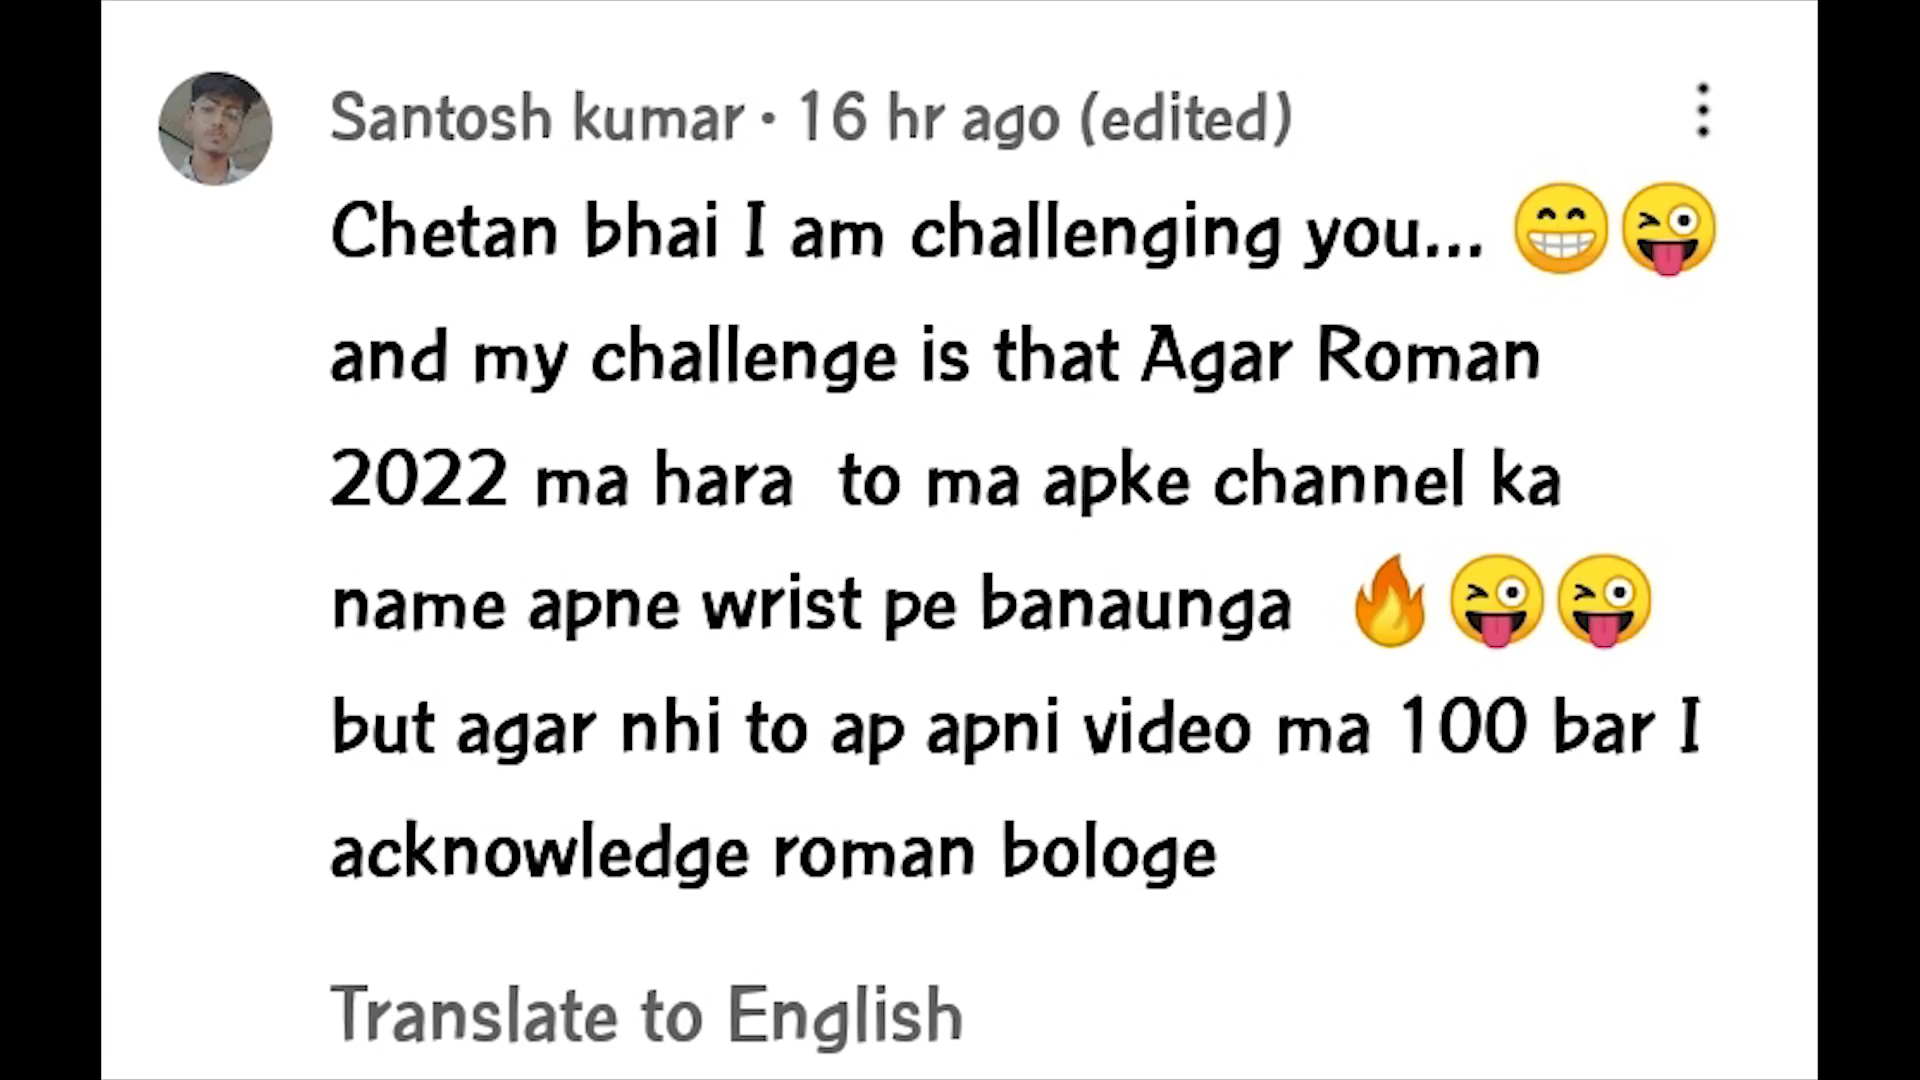 Santosh kumar · 16 hr ago (edited)
Chetan bhai I am challenging you... 😁😜
and my challenge is that Agar Roman
2022 ma hara to ma apke channel ka
name apne wrist pe banaunga 🔥😜😜
but agar nhi to ap apni video ma 100 bar I
acknowledge roman bologe
Translate to English